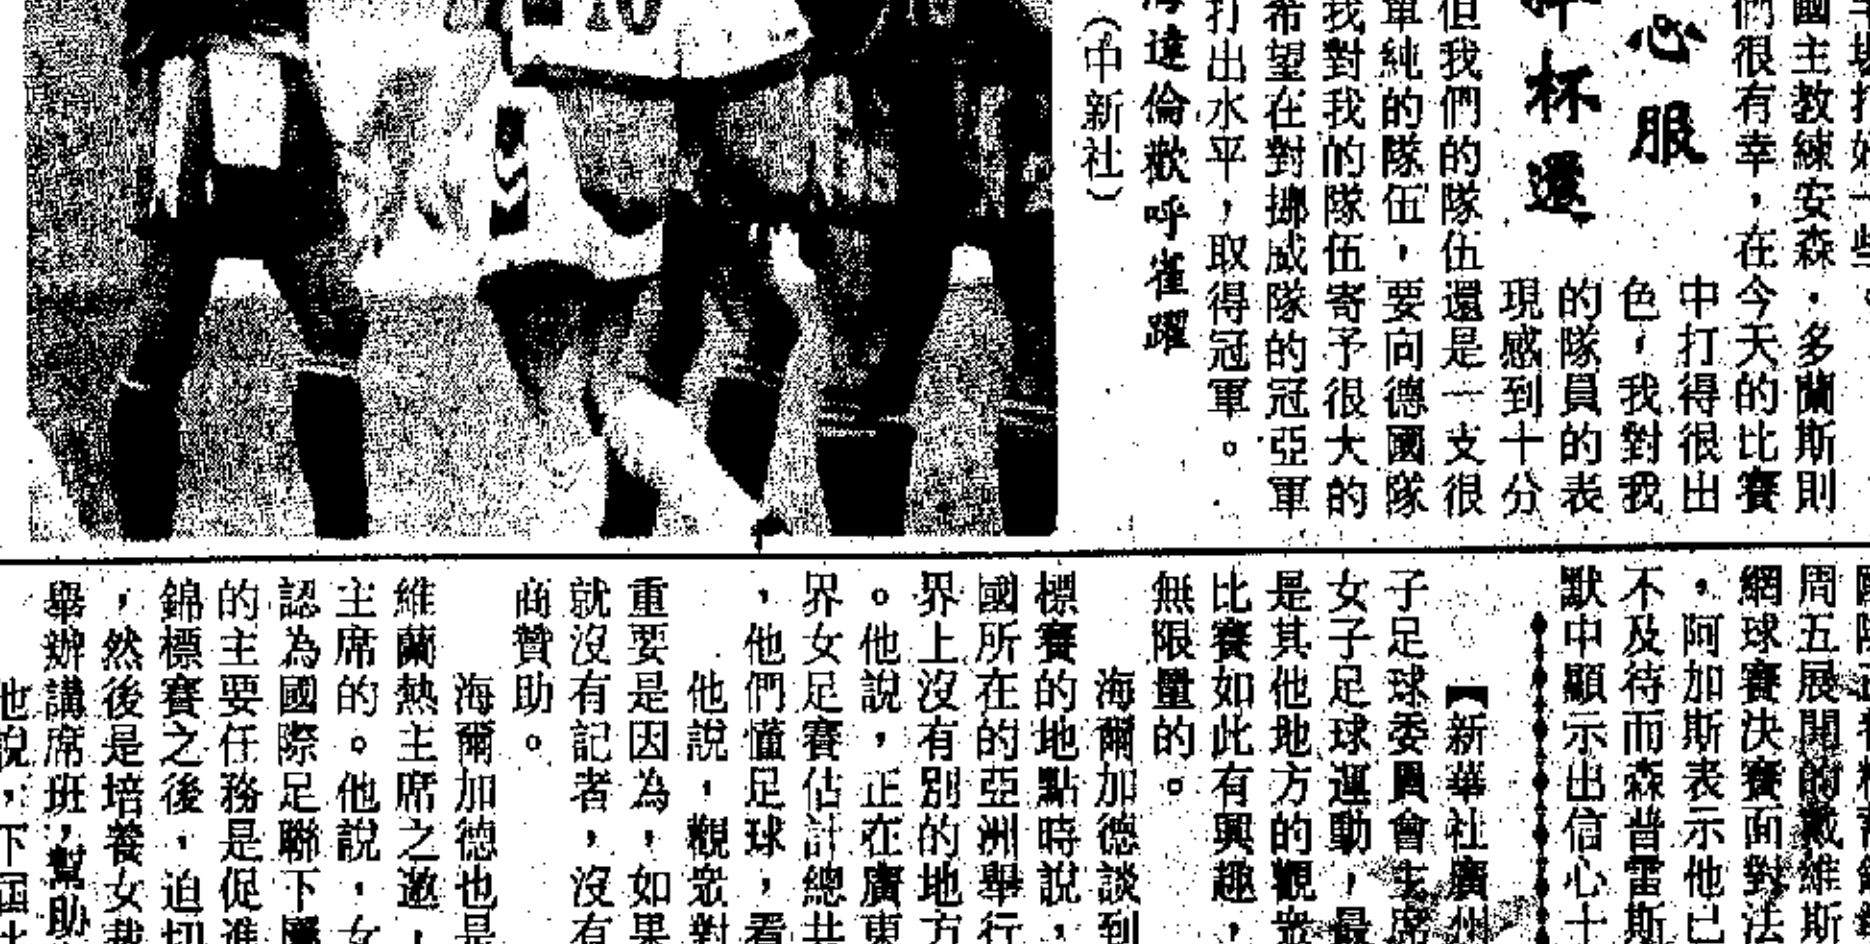 國主教練安森·多蘭斯則
們很有幸，在今天的比賽
中打得很出
色，我對我
的隊員的表
現感到十分
心服
杯還
但我們的隊伍還是一支很
單純的隊伍，要向德國隊
我對我的隊伍寄予很大的
希望在對挪威隊的冠亞軍
打出水平，取得冠軍。
達倫歡呼雀躍
（中新社）
周五展開的戴維斯
網球賽決賽面對法
，阿加斯表示他已
不及待而森普雷斯
默中顯示出信心十
【新華社廣州
子足球委員會主席
女子足球運動，最
是其他地方的觀眾
比賽如此有興趣，
無限量的。
海爾加德談到
標賽的地點時說，
國所在的亞洲舉行
界上沒有別的地方
。他說，正在廣東
界女足賽估計總共
，他們懂足球，看
他說，觀眾對
重要是因為，如果
就沒有記者，沒有
商贊助。
海爾加德也是
維蘭熱主席之邀，
主席的。他說，女
認為國際足聯下屬
的主要任務是促進
錦標賽之後，迫切
，然後是培養女裁
舉辦講席班，幫助
他說，下屆